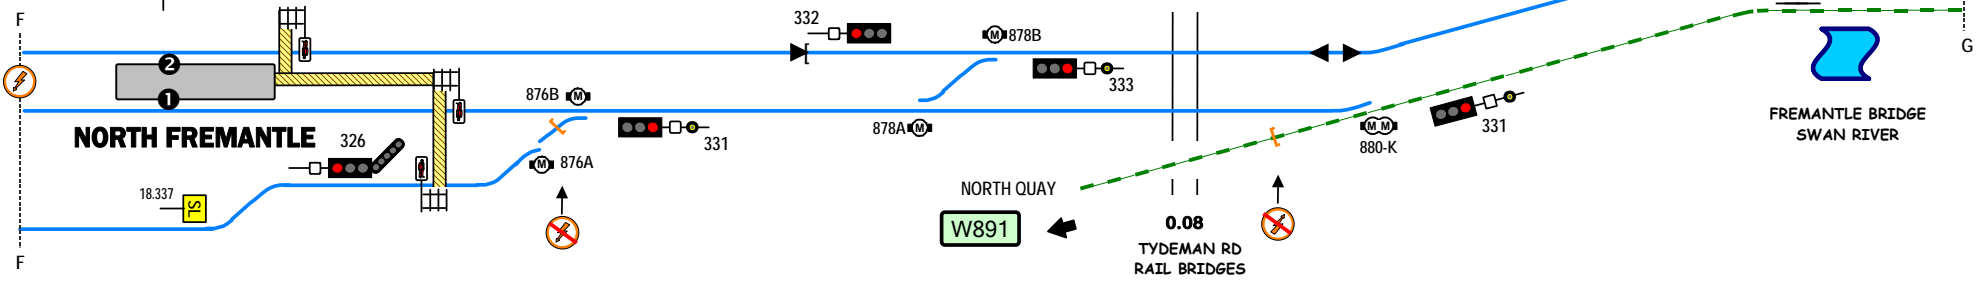 F
332
878B
G
2
333
876B
1
NORTH FREMANTLE
326
331
878A
331
FREMANTLE BRIDGE
SWAN RIVER
876A
880-K
18.337
SL
NORTH QUAY
W891
0.08
TYDEMAN RD
RAIL BRIDGES
F
M
M
M
M
M M